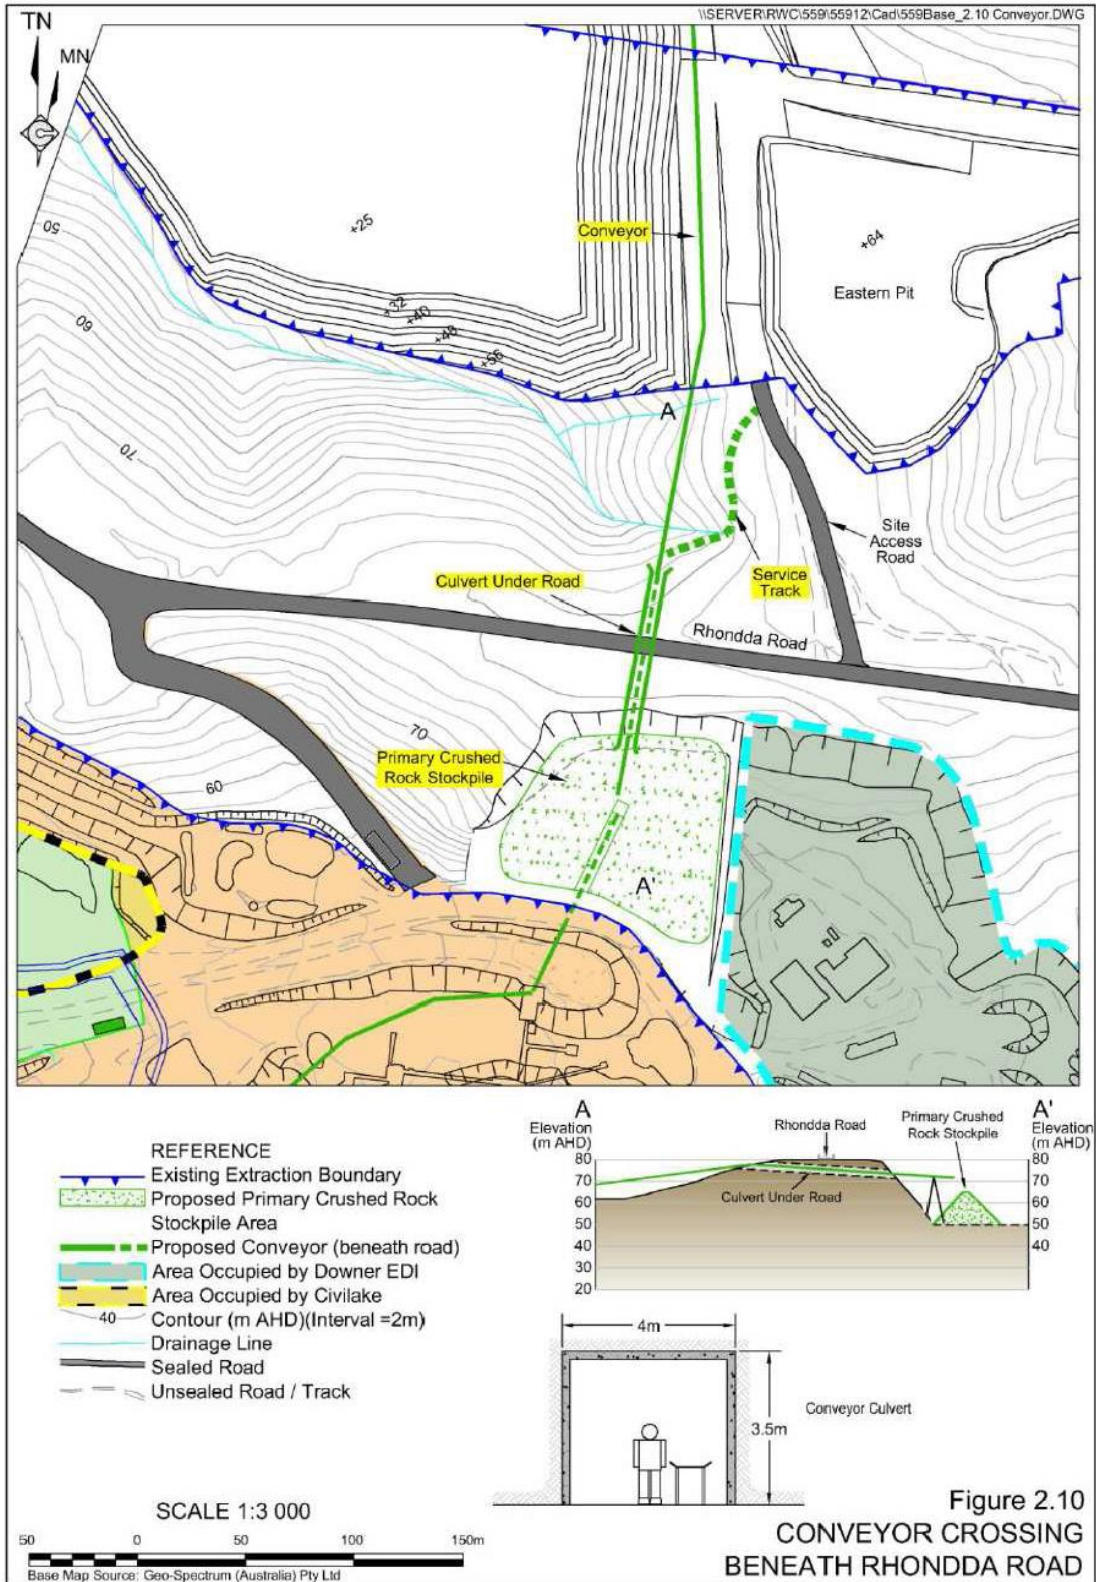 \\SERVER\RWC\559\55912\Cad\559Base_2.10 Conveyor.DWG
TN
MN
50
+25
Conveyor
+64
Eastern Pit
60
+32
+40
+48
+56
A
70
Site
Access
Road
Culvert Under Road
Service
Track
Rhondda Road
70
Primary Crushed
Rock Stockpile
60
A'
REFERENCE
Existing Extraction Boundary
Proposed Primary Crushed Rock
Stockpile Area
Proposed Conveyor (beneath road)
Area Occupied by Downer EDI
Area Occupied by Civilake
40
Contour (m AHD)(Interval =2m)
Drainage Line
Sealed Road
Unsealed Road / Track
A
Elevation
(m AHD)
Rhondda Road
Primary Crushed
Rock Stockpile
A'
Elevation
(m AHD)
80
70
60
50
40
30
20
Culvert Under Road
80
70
60
50
40
4m
3.5m
Conveyor Culvert
SCALE 1:3 000
50 0 50 100 150m
Base Map Source: Geo-Spectrum (Australia) Pty Ltd
Figure 2.10
CONVEYOR CROSSING
BENEATH RHONDDA ROAD